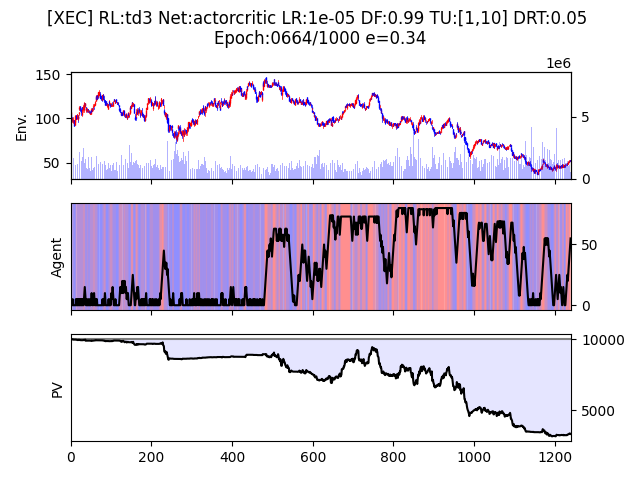 [XEC] RL:td3 Net:actorcritic LR:1e-05 DF:0.99 TU:[1,10] DRT:0.05
Epoch:0664/1000 e=0.34
1e6
150
100
50
Env.
5
0
Agent
50
0
PV
10000
5000
0 200 400 600 800 1000 1200